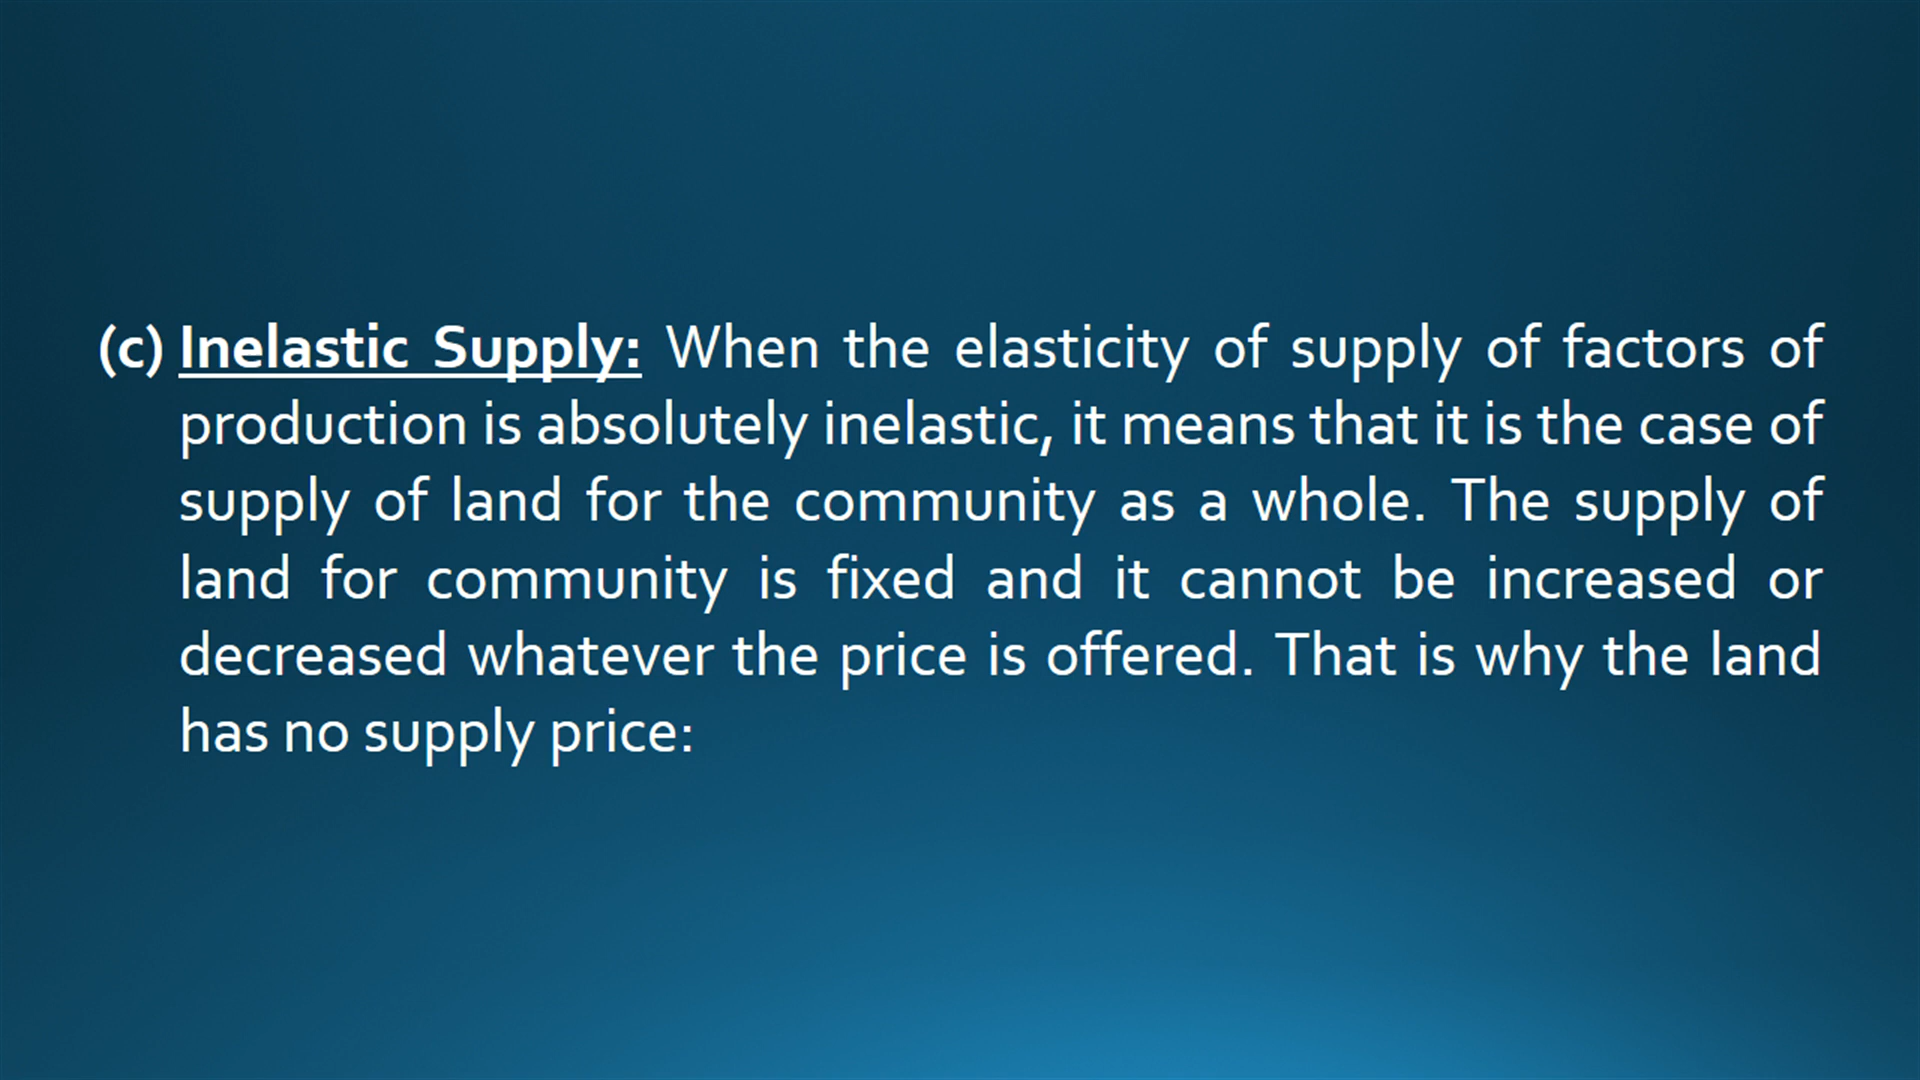 (c) Inelastic Supply: When the elasticity of supply of factors of
production is absolutely inelastic, it means that it is the case of
supply of land for the community as a whole. The supply of
land for community is fixed and it cannot be increased or
decreased whatever the price is offered. That is why the land
has no supply price: